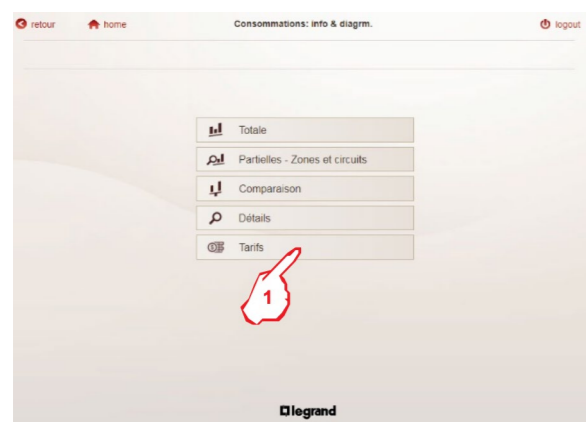 retour home Consommations: info & diagrm. logout
Totale
Partielles - Zones et circuits
Comparaison
Détails
Tarifs
1
legrand